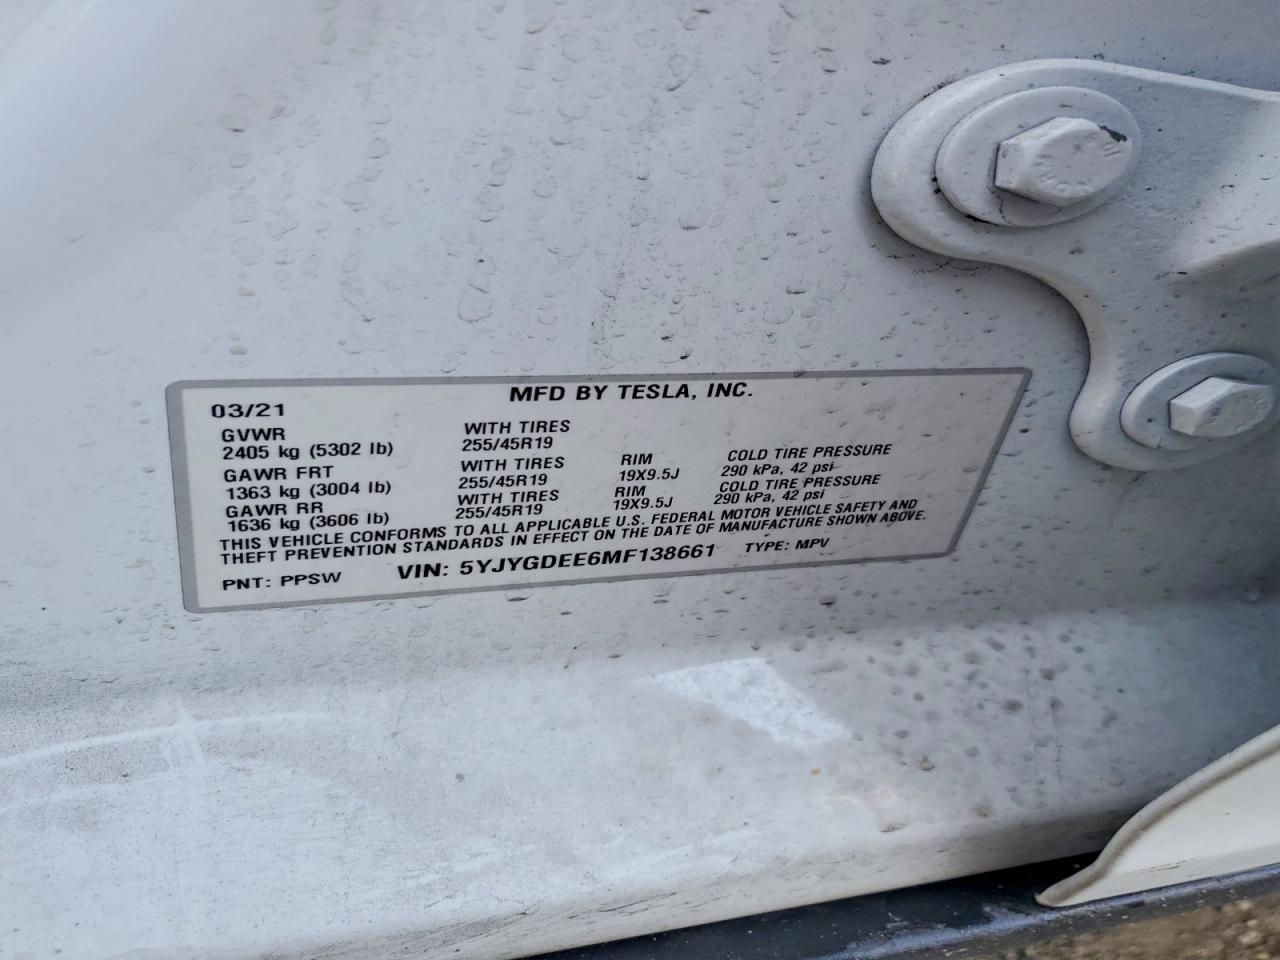 MFD BY TESLA, INC.
03/21
GVWR
2405 kg (5302 lb)
WITH TIRES
255/45R19
GAWR FRT
1363 kg (3004 lb)
WITH TIRES
255/45R19
RIM
19X9.5J
COLD TIRE PRESSURE
290 kPa, 42 psi
GAWR RR
1636 kg (3606 lb)
WITH TIRES
255/45R19
RIM
19X9.5J
COLD TIRE PRESSURE
290 kPa, 42 psi
THIS VEHICLE CONFORMS TO ALL APPLICABLE U.S. FEDERAL MOTOR VEHICLE SAFETY AND
THEFT PREVENTION STANDARDS IN EFFECT ON THE DATE OF MANUFACTURE SHOWN ABOVE.
PNT: PPSW VIN: 5YJYGDEE6MF138661 TYPE: MPV